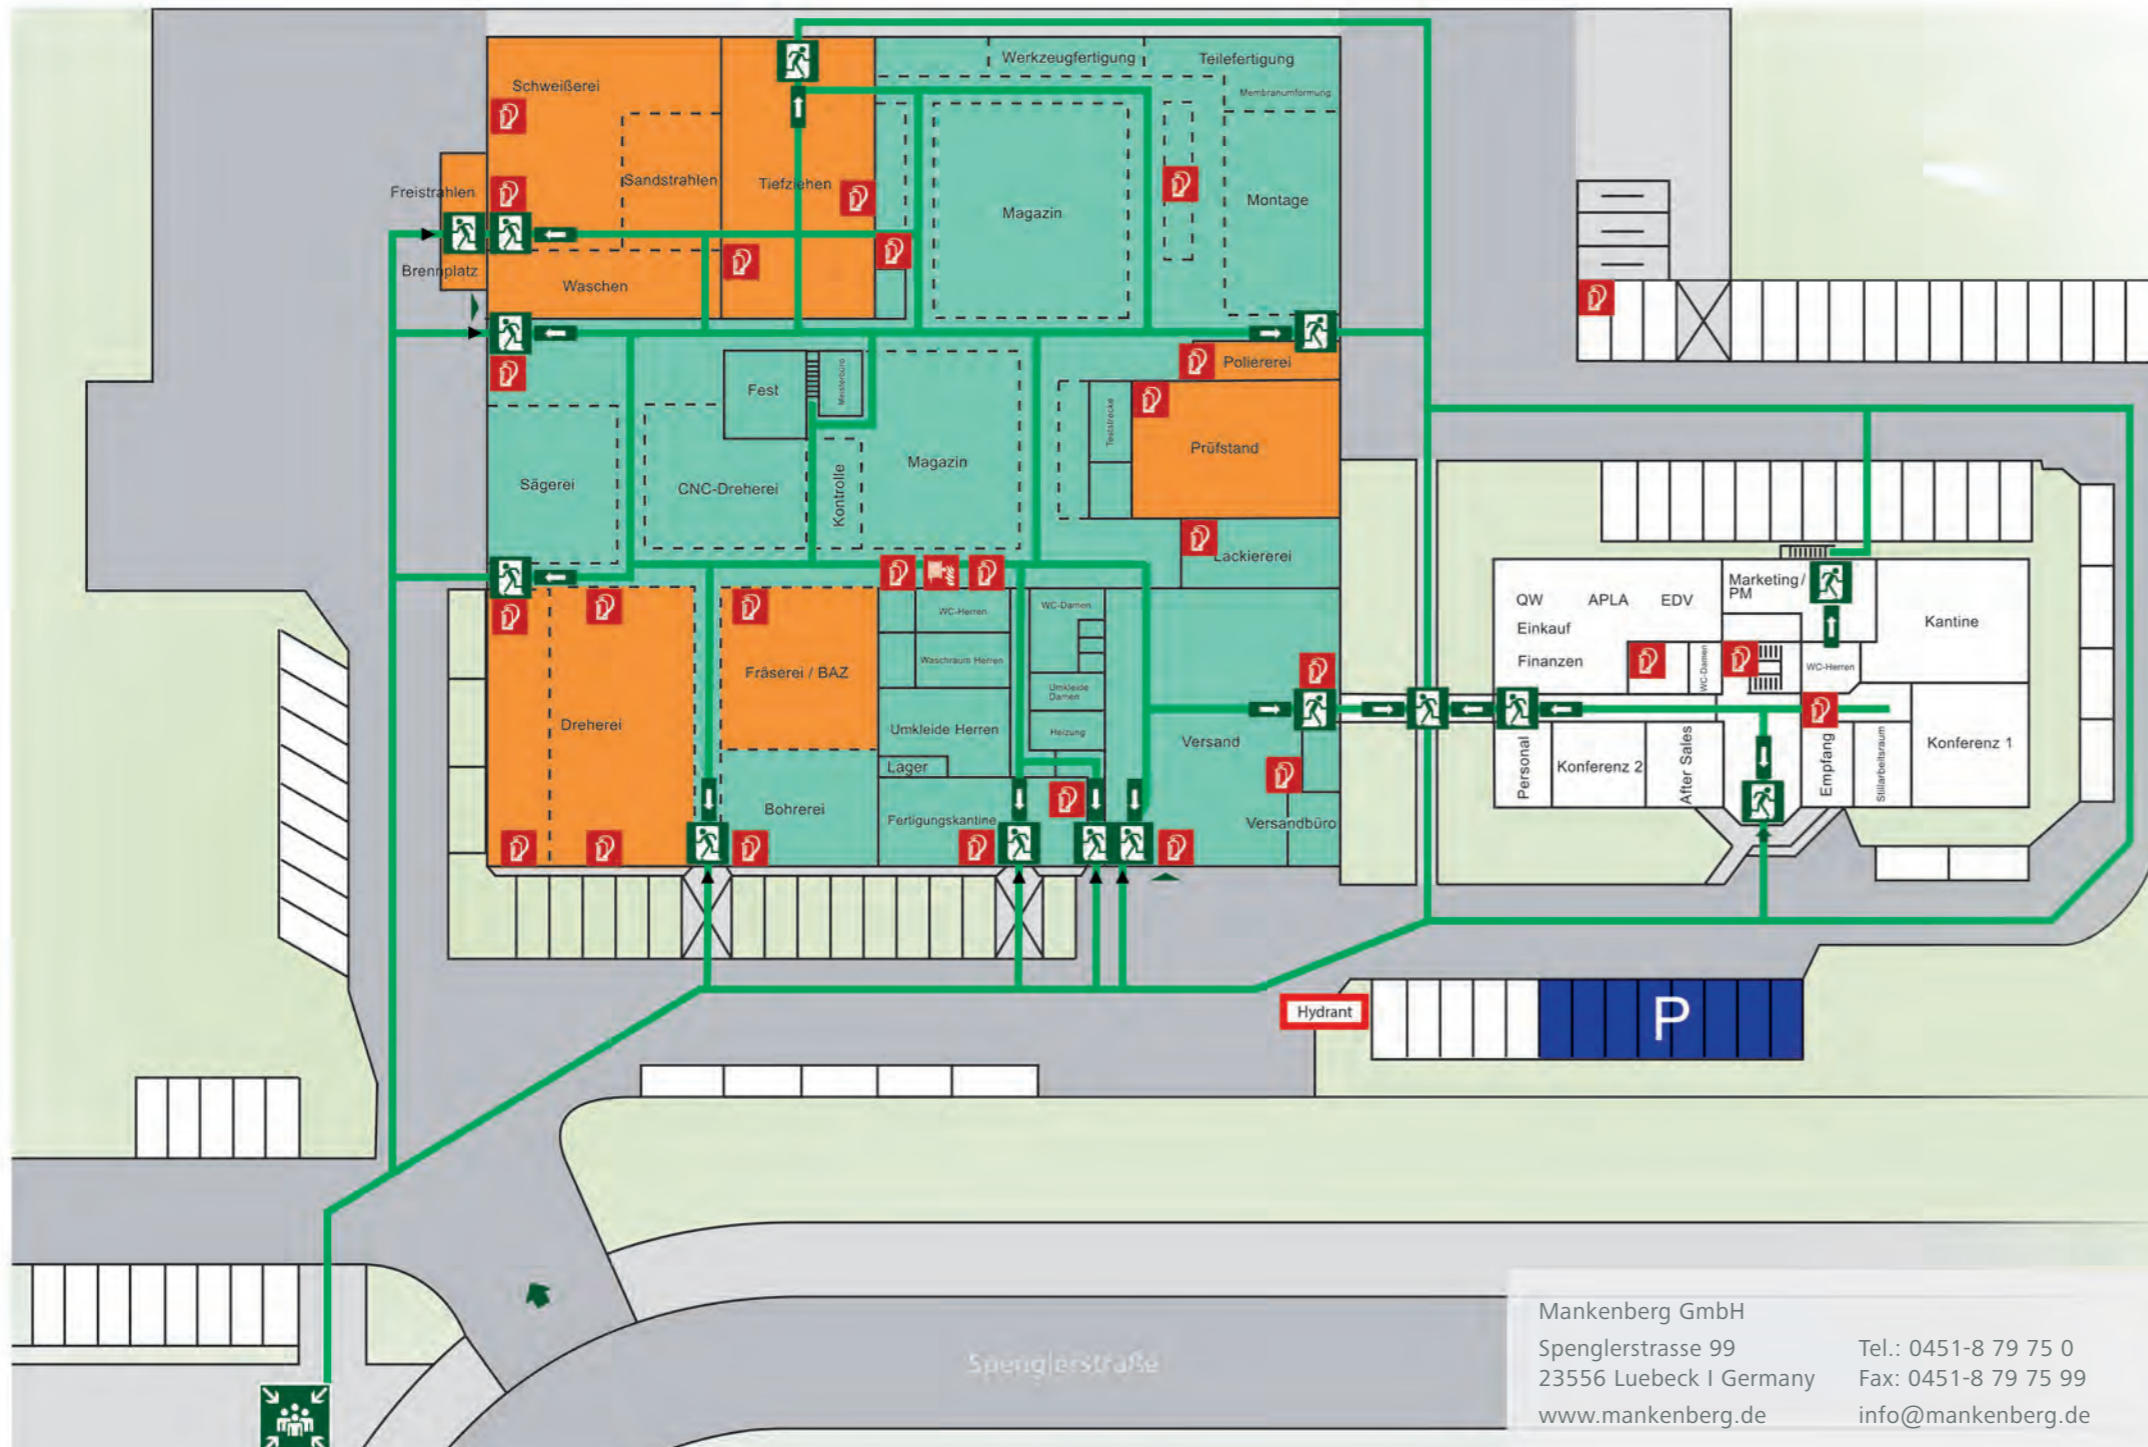 Werkzeugfertigung
Teilefertigung
Schweißerei
Membranumformung
Sandstrahlen
Tiefziehen
Freistrahlen
Magazin
Montage
Brennplatz
Waschen
Poliererei
Fest
Meisterbüro
Teststrecke
Prüfstand
Magazin
Sägerei
CNC-Dreherei
Kontrolle
Lackiererei
WC-Herren
WC-Damen
Waschraum Herren
Fräserei / BAZ
Umkleide
Damen
Dreherei
Umkleide Herren
Heizung
Versand
Lager
Bohrerei
Fertigungskantine
Versandbüro
Marketing/
PM
QW APLA EDV
Einkauf
Finanzen
WC-Damen
WC-Herren
Kantine
Personal
Konferenz 2
After Sales
Empfang
Stillarbeitsraum
Konferenz 1
Hydrant
P
Spenglerstraße
Mankenberg GmbH
Spenglerstrasse 99 Tel.: 0451-8 79 75 0
23556 Luebeck I Germany Fax: 0451-8 79 75 99
www.mankenberg.de info@mankenberg.de